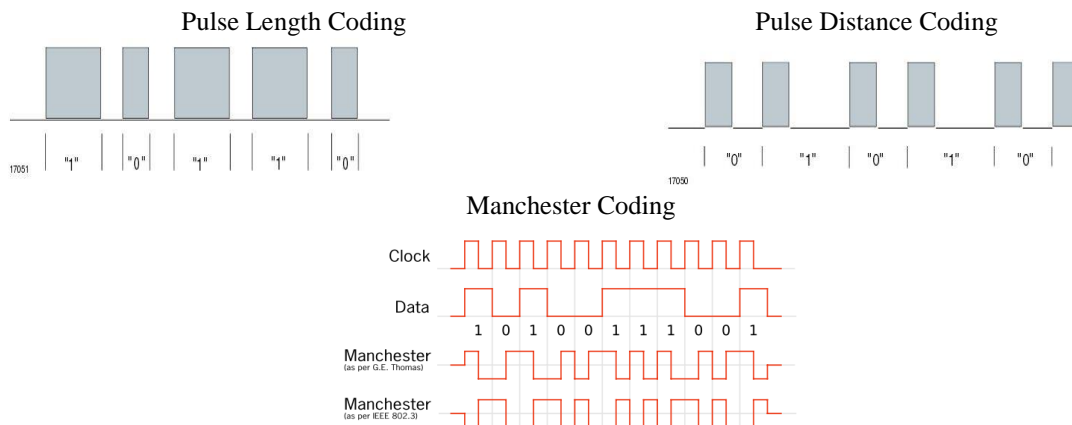 Pulse Length Coding
"1" "0" "1" "1" "0"
17051
Pulse Distance Coding
"0" "1" "0" "1" "0"
17050
Manchester Coding
Clock
Data
1 0 1 0 0 1 1 1 0 0 1
Manchester
(as per G.E. Thomas)
Manchester
(as per IEEE 802.3)